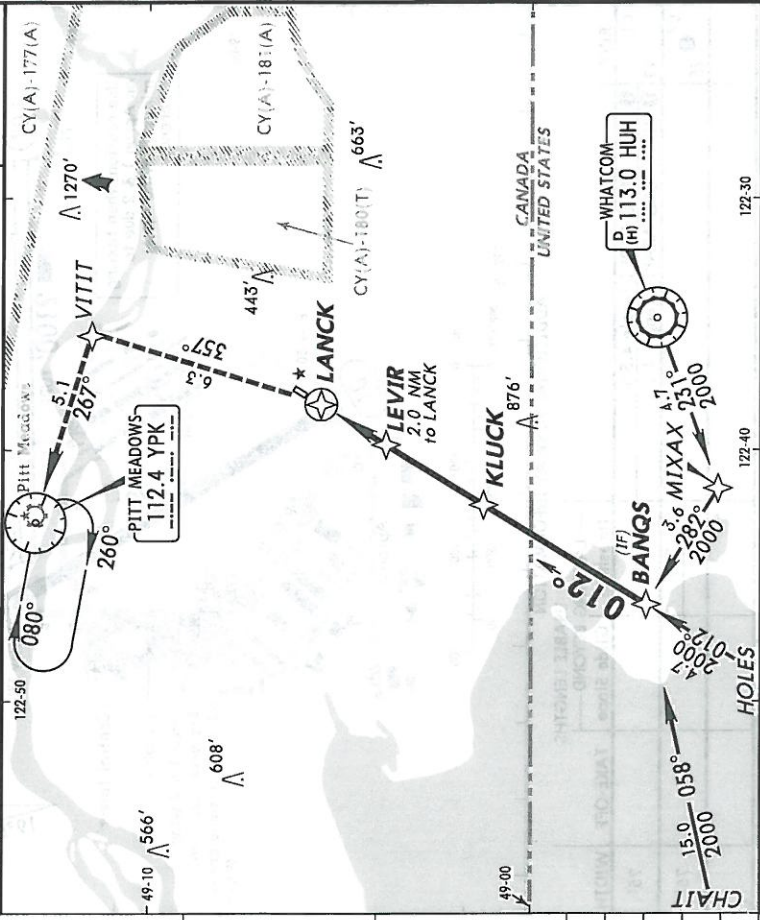 CY(A)-177(A)
CY(A)-181(A)
1270'
663'
VITIT
443'
CY(A)-180(T)
Pitt Meadows
5.1
267°
6.3
357°
PITT MEADOWS
112.4 YPK
260°
080°
LANCK
LEVIR
2.0 NM
to LANCK
876'
KLUCK
CANADA
UNITED STATES
WHATCOM
D
(H) 113.0 HUH
122-30
4.7
231°
2000
122-40
MIXAX
3.6
282°
2000
(IF)
BANQS
012°
4.7
2000
012°
HOLES
122-50
608'
566'
49-10
49-00
15.0 058°
2000
CHAIT